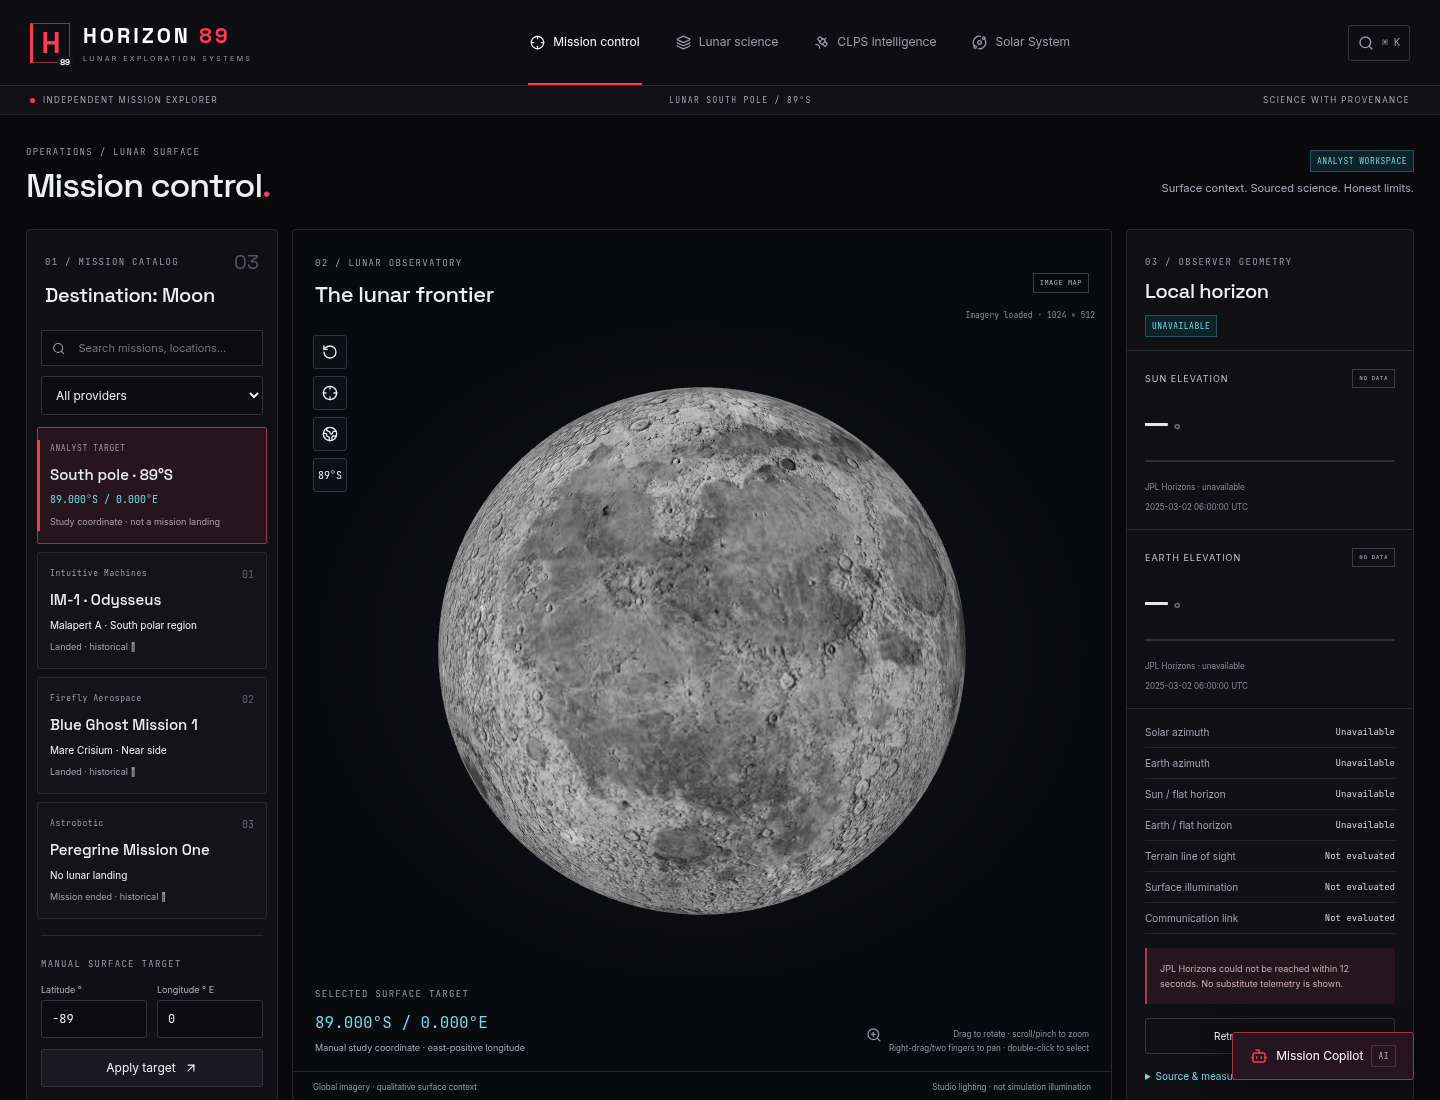 H
89
HORIZON 89
LUNAR EXPLORATION SYSTEMS
Mission control
Lunar science
CLPS intelligence
Solar System
⌘ K
INDEPENDENT MISSION EXPLORER
LUNAR SOUTH POLE / 89°S
SCIENCE WITH PROVENANCE
OPERATIONS / LUNAR SURFACE
Mission control.
ANALYST WORKSPACE
Surface context. Sourced science. Honest limits.
01 / MISSION CATALOG
03
Destination: Moon
Search missions, locations...
All providers
ANALYST TARGET
South pole · 89°S
89.000°S / 0.000°E
Study coordinate · not a mission landing
Intuitive Machines
01
IM-1 · Odysseus
Malapert A · South polar region
Landed · historical
Firefly Aerospace
02
Blue Ghost Mission 1
Mare Crisium · Near side
Landed · historical
Astrobotic
03
Peregrine Mission One
No lunar landing
Mission ended · historical
MANUAL SURFACE TARGET
Latitude °
Longitude ° E
-89
0
Apply target
02 / LUNAR OBSERVATORY
The lunar frontier
IMAGE MAP
Imagery loaded · 1024 × 512
89°S
SELECTED SURFACE TARGET
89.000°S / 0.000°E
Manual study coordinate · east-positive longitude
Drag to rotate · scroll/pinch to zoom
Right-drag/two fingers to pan · double-click to select
Global imagery · qualitative surface context
Studio lighting · not simulation illumination
03 / OBSERVER GEOMETRY
Local horizon
UNAVAILABLE
SUN ELEVATION
NO DATA
— °
JPL Horizons · unavailable
2025-03-02 06:00:00 UTC
EARTH ELEVATION
NO DATA
— °
JPL Horizons · unavailable
2025-03-02 06:00:00 UTC
Solar azimuth
Unavailable
Earth azimuth
Unavailable
Sun / flat horizon
Unavailable
Earth / flat horizon
Unavailable
Terrain line of sight
Not evaluated
Surface illumination
Not evaluated
Communication link
Not evaluated
JPL Horizons could not be reached within 12
seconds. No substitute telemetry is shown.
Mission Copilot
AI
Source &